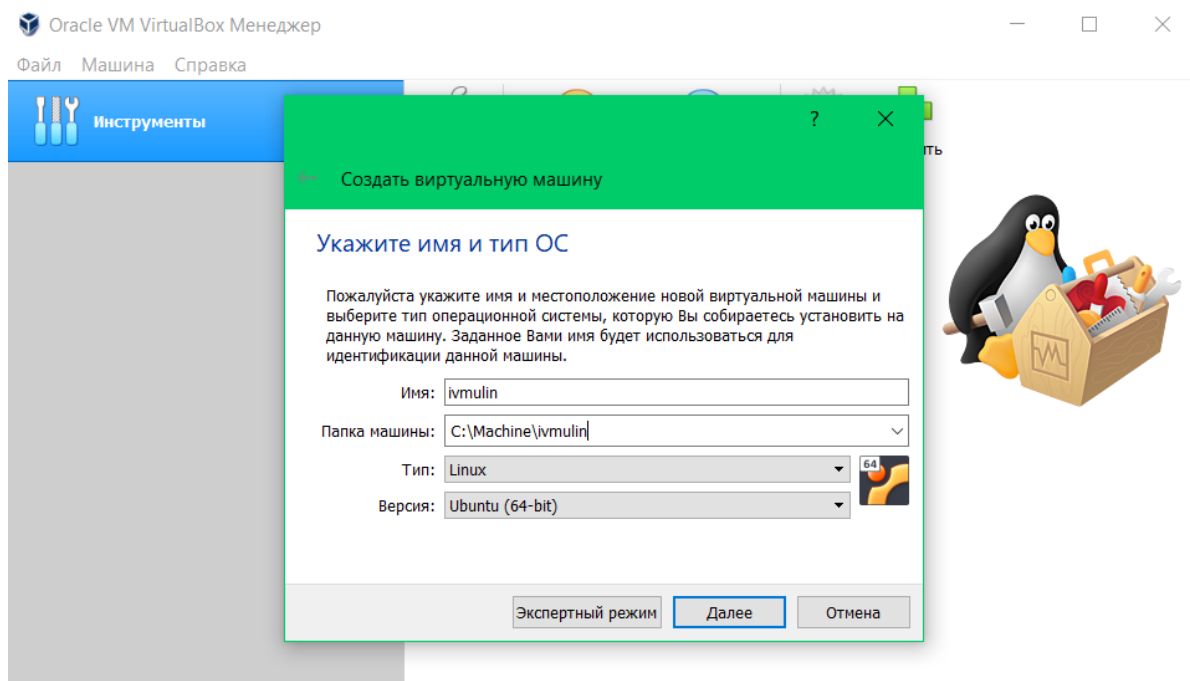 Oracle VM VirtualBox Менеджер
Файл Машина Справка
Инструменты
?
ть
Создать виртуальную машину
Укажите имя и тип ОС
Пожалуйста укажите имя и местоположение новой виртуальной машины и
выберите тип операционной системы, которую Вы собираетесь установить на
данную машину. Заданное Вами имя будет использоваться для
идентификации данной машины.
Имя: ivmulin
Папка машины: C:\Machine\ivmulin
Тип: Linux
64
Версия: Ubuntu (64-bit)
Экспертный режим Далее Отмена